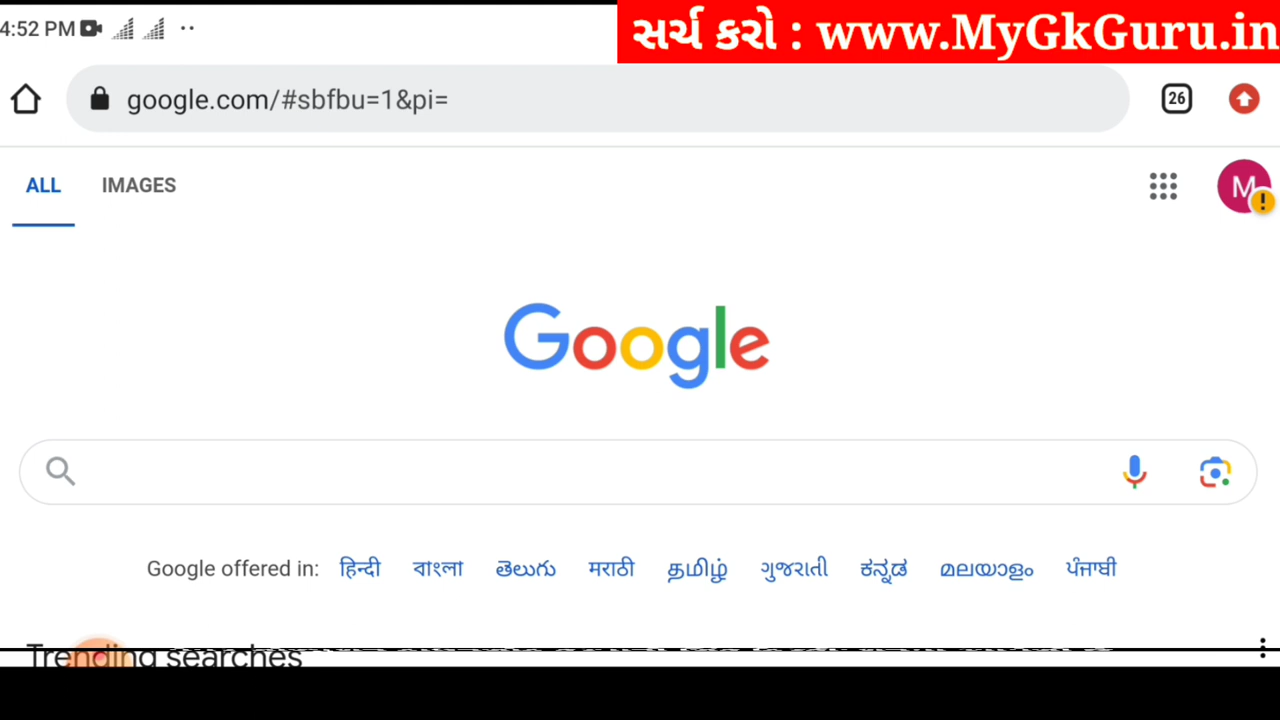 4:52 PM
સર્ચ કરો : www.MyGkGuru.in
google.com/#sbfbu=1&pi=
26
ALL IMAGES
M
Google
Google offered in: हिन्दी বাংলা తెలుగు मराठी தமிழ் ગુજરાતી ಕನ್ನಡ മലയാളം ਪੰਜਾਬੀ
Trending searches